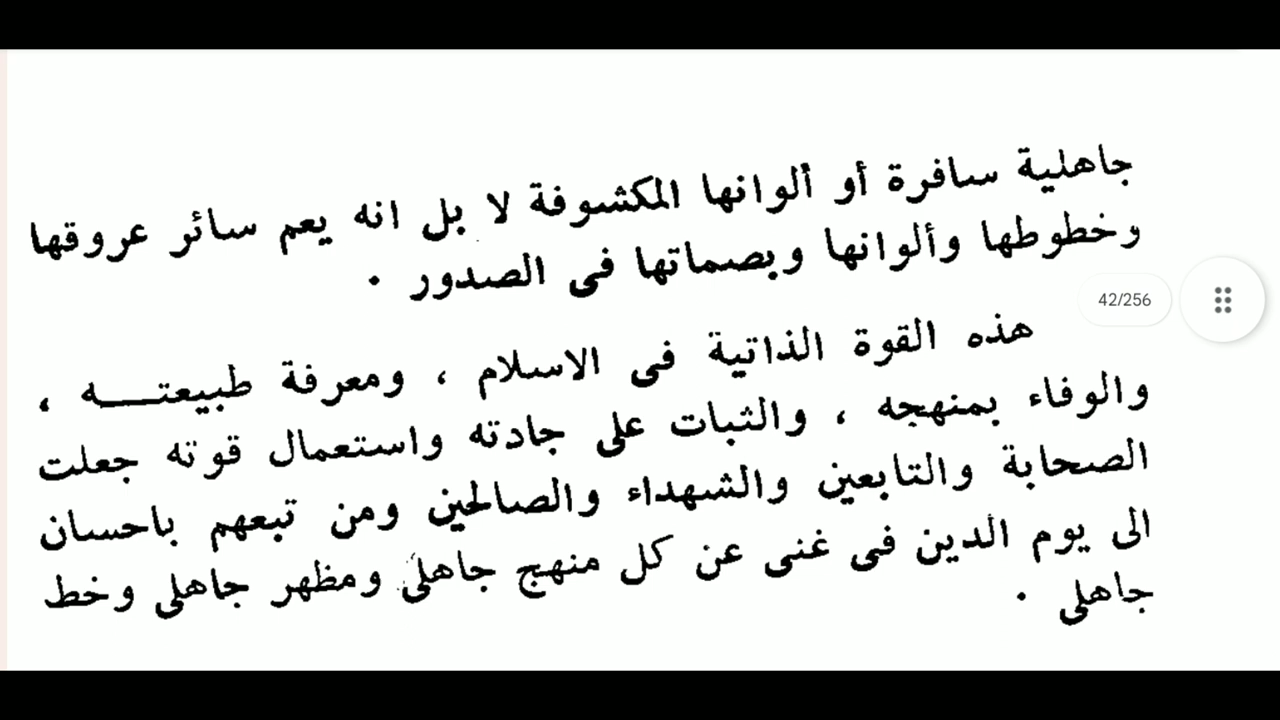 جاهلية سافرة أو ألوانها المكشوفة لا بل انه يعم سائر عروقها
وخطوطها وألوانها وبصماتها فى الصدور .
42/256
هذه القوة الذاتية فى الاسلام ، ومعرفة طبيعتـــه ،
والوفاء بمنهجه ، والثبات على جادته واستعمال قوته جعلت
الصحابة والتابعين والشهداء والصالحين ومن تبعهم باحسان
الى يوم الدين فى غنى عن كل منهج جاهلى ومظهر جاهلى وخط
جاهلى .